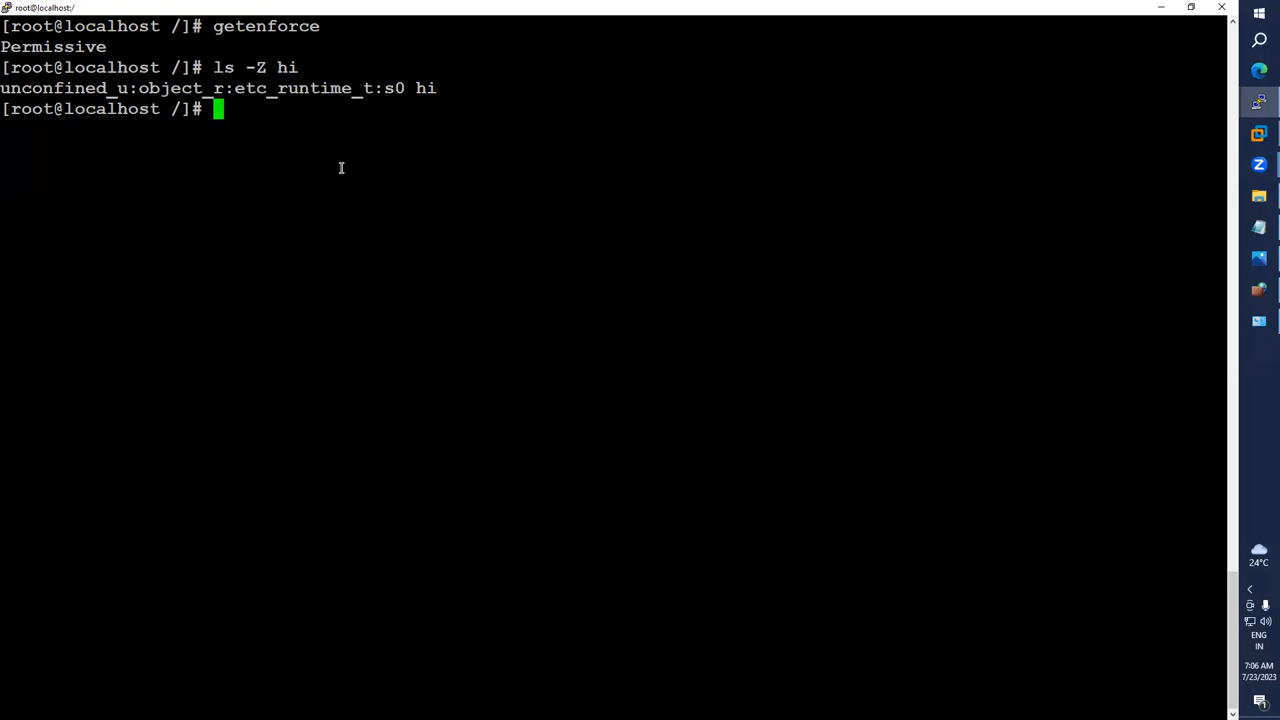 root@localhost:/
[root@localhost /]# getenforce
Permissive
[root@localhost /]# ls -Z hi
unconfined_u:object_r:etc_runtime_t:s0 hi
[root@localhost /]#
24°C
ENG
IN
7:06 AM
7/23/2023